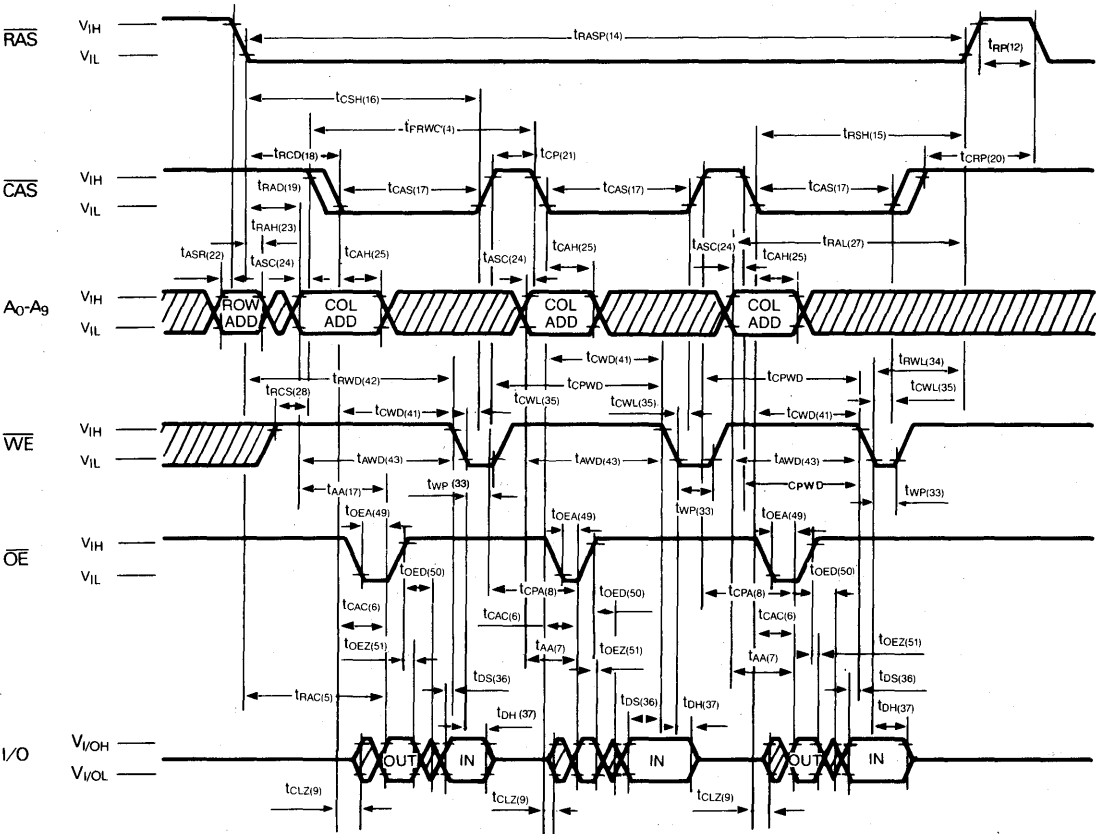 RAS VIH tRASP(14) tRP(12)
VIL
tCSH(16)
tPRWC(4) tRSH(15)
tRCD(18) tCP(21) tCRP(20)
CAS VIH tRAD(19) tCAS(17) tCAS(17) tCAS(17)
VIL
tRAH(23)
tASR(22) tASC(24) tCAH(25) tASC(24) tCAH(25) tASC(24) tCAH(25) tRAL(27)
A0-A9 VIH ROW ADD COL ADD COL ADD COL ADD
VIL
tCWD(41) tRWL(34)
tRWD(42) tCPWD tCPWD
tRCS(28) tCWL(35) tCWL(35) tCWL(35)
tCWD(41) tCWD(41)
WE VIH
VIL tAWD(43) tAWD(43) tAWD(43)
tAA(17) tWP(33) tWP(33) CPWD tWP(33)
tOEA(49) tOEA(49) tOEA(49)
OE VIH
VIL tOED(50) tOED(50) tOED(50)
tCPA(8) tCPA(8)
tCAC(6) tCAC(6) tCAC(6)
tOEZ(51) tAA(7) tOEZ(51) tAA(7) tOEZ(51)
tRAC(5) tDS(36) tDS(36) tDS(36)
tDH(37) tDH(37) tDH(37)
I/O VI/OH OUT IN IN OUT IN
VI/OL
tCLZ(9) tCLZ(9) tCLZ(9)